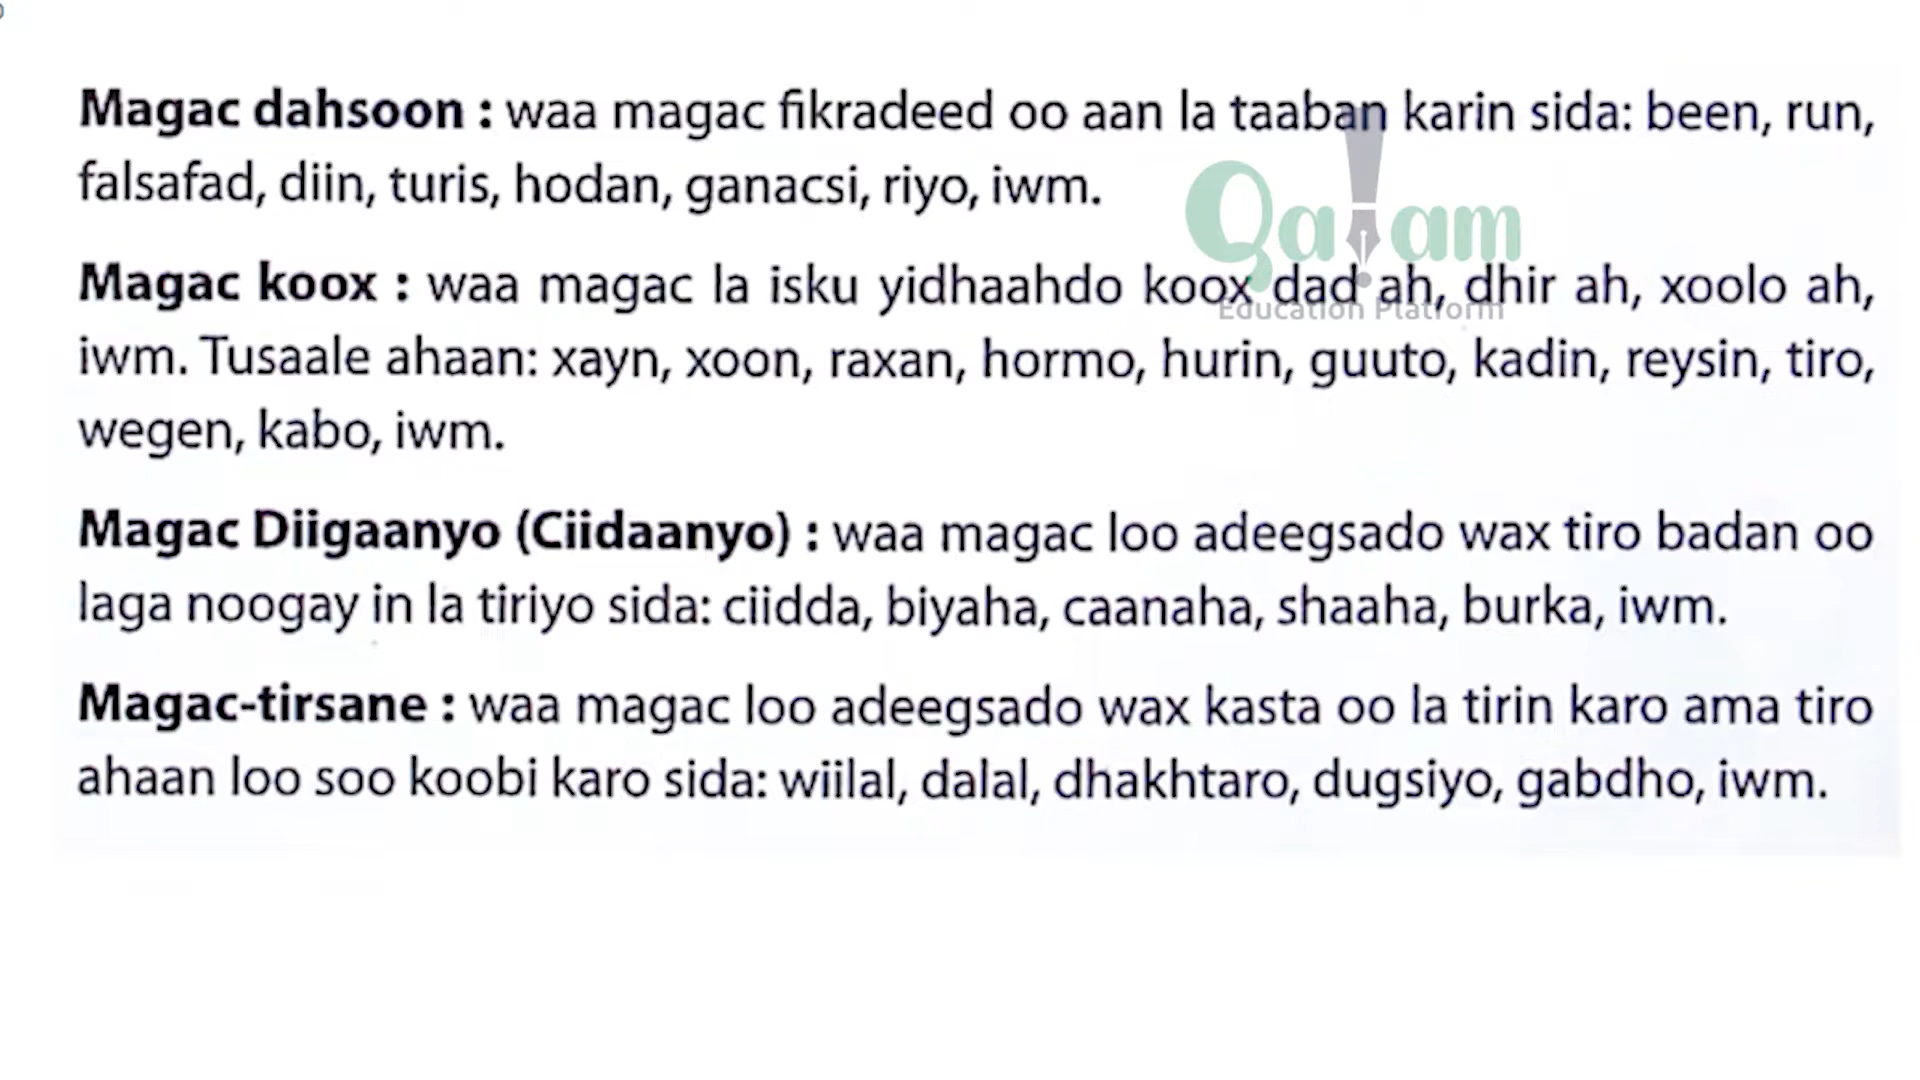 Magac dahsoon : waa magac fikradeed oo aan la taaban karin sida: been, run,
falsafad, diin, turis, hodan, ganacsi, riyo, iwm.
Qalam
Education Platform
Magac koox : waa magac la isku yidhaahdo koox dad ah, dhir ah, xoolo ah,
iwm. Tusaale ahaan: xayn, xoon, raxan, hormo, hurin, guuto, kadin, reysin, tiro,
wegen, kabo, iwm.
Magac Diigaanyo (Ciidaanyo) : waa magac loo adeegsado wax tiro badan oo
laga noogay in la tiriyo sida: ciidda, biyaha, caanaha, shaaha, burka, iwm.
Magac-tirsane : waa magac loo adeegsado wax kasta oo la tirin karo ama tiro
ahaan loo soo koobi karo sida: wiilal, dalal, dhakhtaro, dugsiyo, gabdho, iwm.